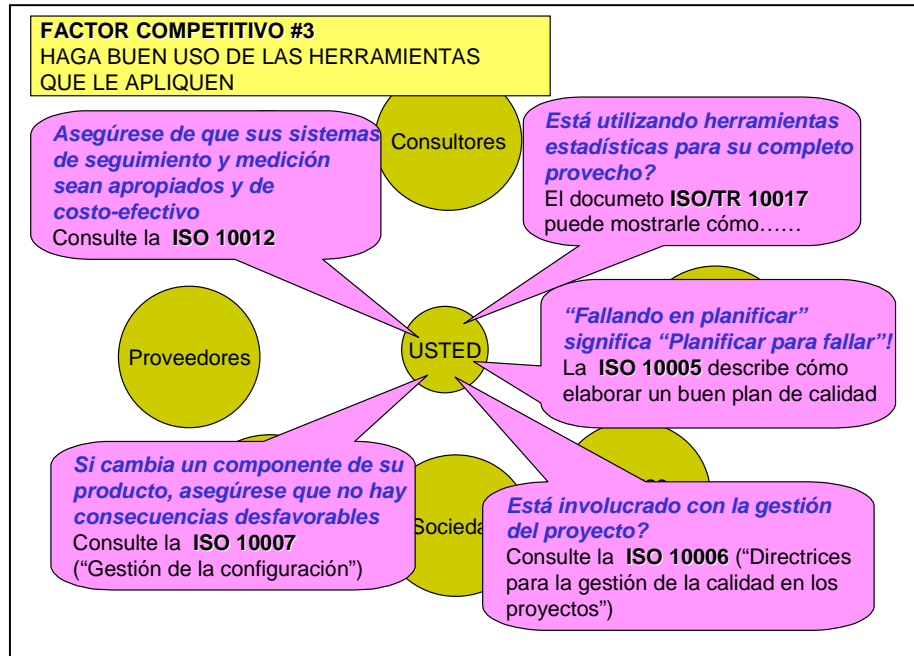 FACTOR COMPETITIVO #3
HAGA BUEN USO DE LAS HERRAMIENTAS
QUE LE APLIQUEN
Consultores
Asegúrese de que sus sistemas
de seguimiento y medición
sean apropiados y de
costo-efectivo
Consulte la ISO 10012
Está utilizando herramientas
estadísticas para su completo
provecho?
El documeto ISO/TR 10017
puede mostrarle cómo……
Proveedores
USTED
“Fallando en planificar”
significa “Planificar para fallar”!
La ISO 10005 describe cómo
elaborar un buen plan de calidad
Si cambia un componente de su
producto, asegúrese que no hay
consecuencias desfavorables
Consulte la ISO 10007
(“Gestión de la configuración”)
Socieda
Está involucrado con la gestión
del proyecto?
Consulte la ISO 10006 (“Directrices
para la gestión de la calidad en los
proyectos”)